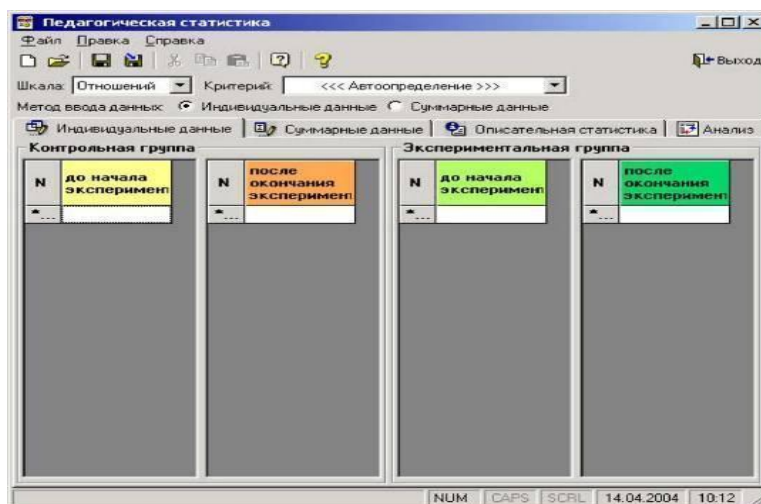 Педагогическая статистика
Файл Правка Справка
Выход
Шкала: Отношений Критерий: <<< Автоопределение >>>
Метод ввода данных: Индивидуальные данные Суммарные данные
Индивидуальные данные Суммарные данные Описательная статистика Анализ
Контрольная группа Экспериментальная группа
N до начала эксперимен N после окончания эксперимен N до начала эксперимен N после окончания эксперимент
*... *... *... *...
NUM CAPS SCRL 14.04.2004 10:12